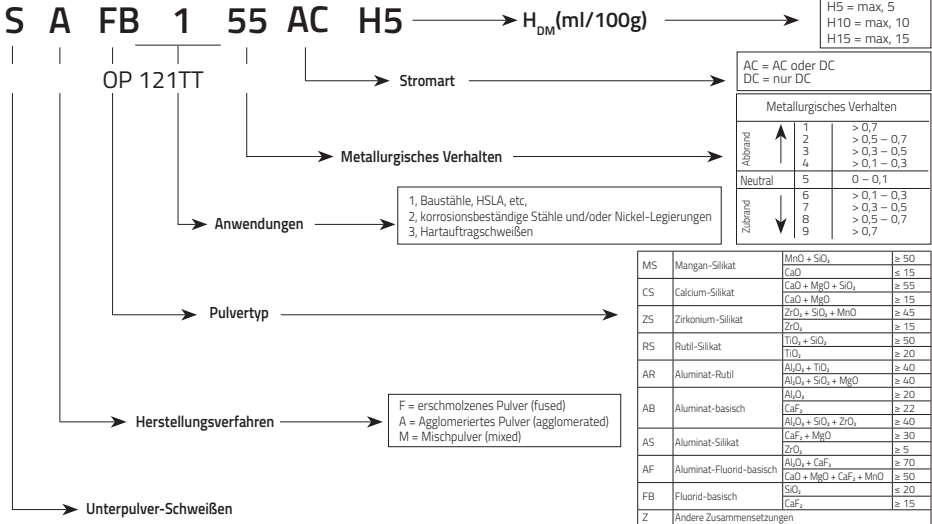 S A FB 1 55 AC H5
H_DM(ml/100g)
H5 = max, 5
H10 = max, 10
H15 = max, 15
OP 121TT
Stromart
AC = AC oder DC
DC = nur DC
Metallurgisches Verhalten
Metallurgisches Verhalten
Abbrand
1 > 0,7
2 > 0,5 – 0,7
3 > 0,3 – 0,5
4 > 0,1 – 0,3
Neutral 5 0 – 0,1
Zubrand
6 > 0,1 – 0,3
7 > 0,3 – 0,5
8 > 0,5 – 0,7
9 > 0,7
Anwendungen
1, Baustähle, HSLA, etc,
2, korrosionsbeständige Stähle und/oder Nickel-Legierungen
3, Hartauftragschweißen
Pulvertyp
MS Mangan-Silikat MnO + SiO₂ ≥ 50
CaO ≤ 15
CS Calcium-Silikat CaO + MgO + SiO₂ ≥ 55
CaO + MgO ≥ 15
ZS Zirkonium-Silikat ZrO₂ + SiO₂ + MnO ≥ 45
ZrO₂ ≥ 15
RS Rutil-Silikat TiO₂ + SiO₂ ≥ 50
TiO₂ ≥ 20
AR Aluminat-Rutil Al₂O₃ + TiO₂ ≥ 40
Al₂O₃ + SiO₂ + MgO ≥ 40
AB Aluminat-basisch Al₂O₃ ≥ 20
CaF₂ ≥ 22
Al₂O₃ + SiO₂ + ZrO₂ ≥ 40
AS Aluminat-Silikat CaF₂ + MgO ≥ 30
ZrO₂ ≥ 5
AF Aluminat-Fluorid-basisch Al₂O₃ + CaF₂ ≥ 70
CaO + MgO + CaF₂ + MnO ≥ 50
FB Fluorid-basisch SiO₂ ≤ 20
CaF₂ ≥ 15
Z Andere Zusammensetzungen
Herstellungsverfahren
F = erschmolzenes Pulver (fused)
A = Agglomeriertes Pulver (agglomerated)
M = Mischpulver (mixed)
Unterpulver-Schweißen